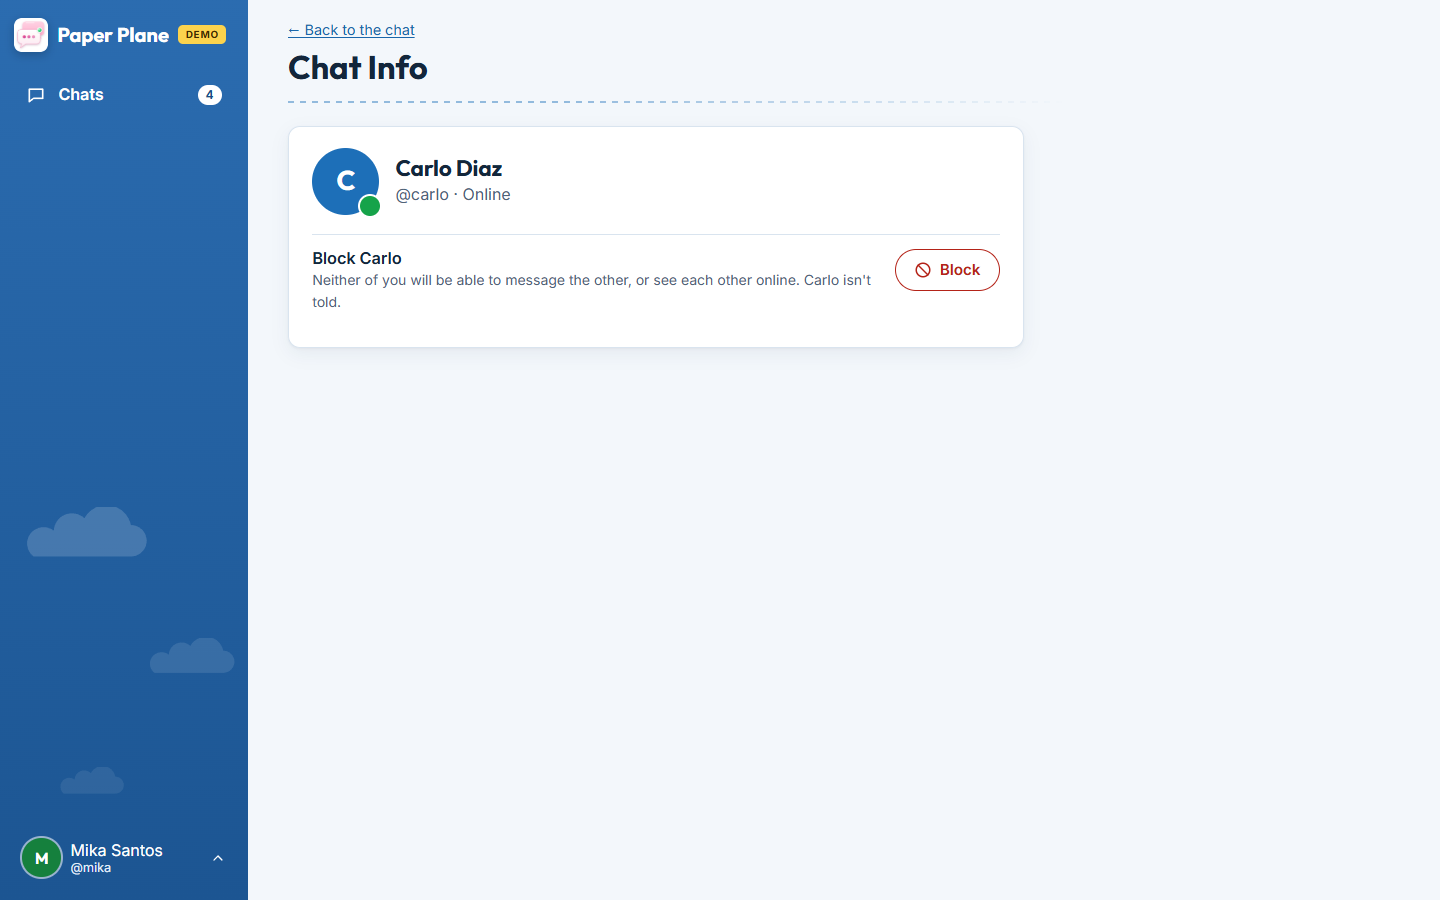 Paper Plane DEMO
Chats 4
Mika Santos
@mika
← Back to the chat
Chat Info
C
Carlo Diaz
@carlo · Online
Block Carlo
Neither of you will be able to message the other, or see each other online. Carlo isn't
told.
Block
M